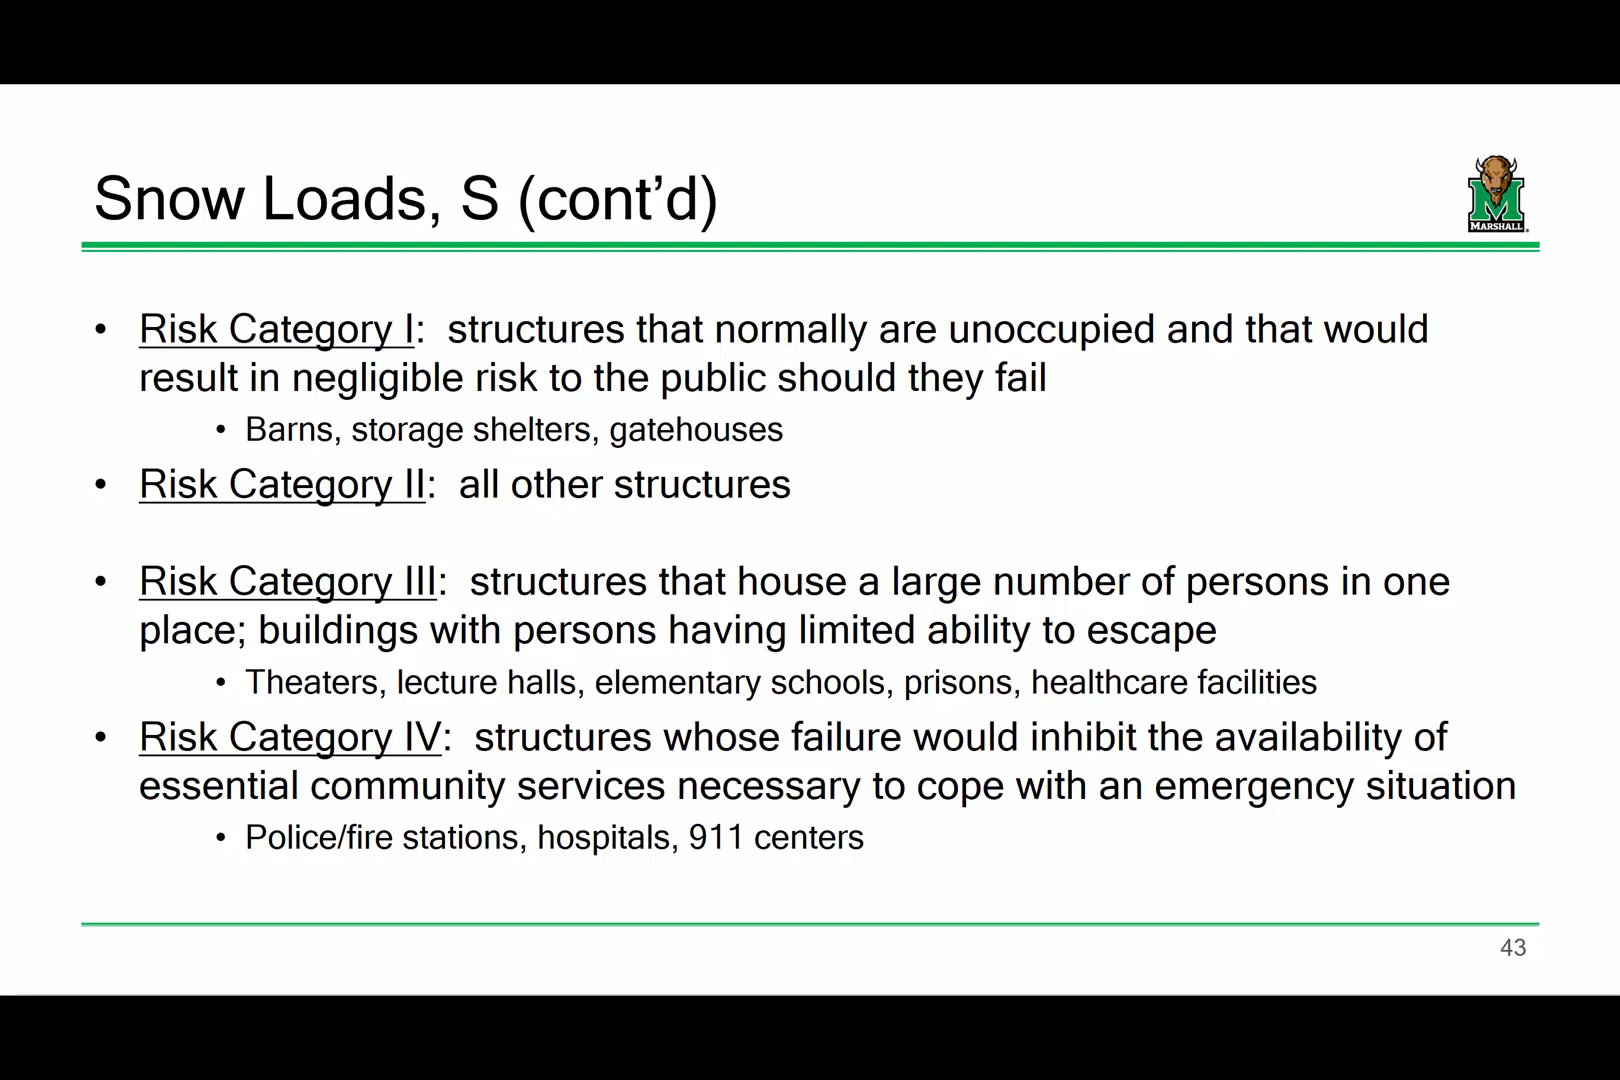 Snow Loads, S (cont’d)
MARSHALL
• Risk Category I:  structures that normally are unoccupied and that would
result in negligible risk to the public should they fail
• Barns, storage shelters, gatehouses
• Risk Category II:  all other structures
• Risk Category III:  structures that house a large number of persons in one
place; buildings with persons having limited ability to escape
• Theaters, lecture halls, elementary schools, prisons, healthcare facilities
• Risk Category IV:  structures whose failure would inhibit the availability of
essential community services necessary to cope with an emergency situation
• Police/fire stations, hospitals, 911 centers
43